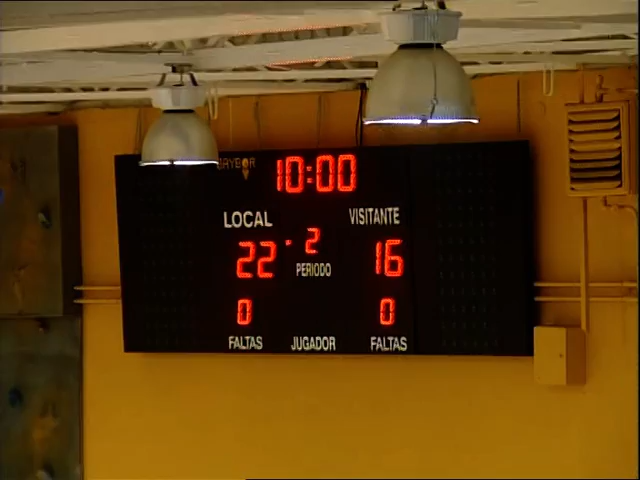 10:00
LOCAL VISITANTE
22 · 2 16
PERIODO
0 0
FALTAS JUGADOR FALTAS